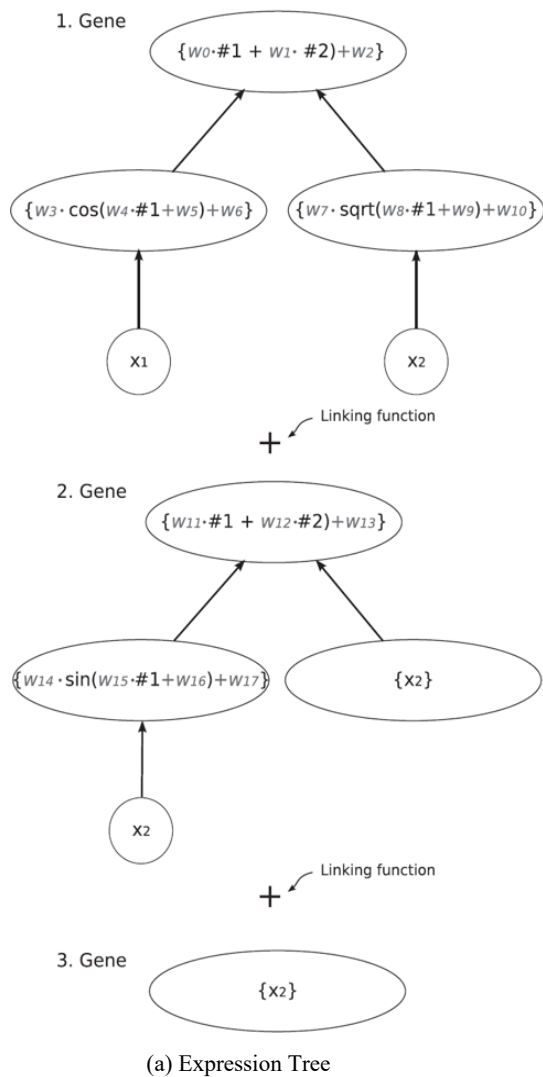 1. Gene
{w0·#1 + w1· #2)+w2}
{w3· cos(w4·#1+w5)+w6}
{w7· sqrt(w8·#1+w9)+w10}
x1
x2
Linking function
+
2. Gene
{w11·#1 + w12·#2)+w13}
{w14·sin(w15·#1+w16)+w17}
{x2}
x2
Linking function
+
3. Gene
{x2}
(a) Expression Tree